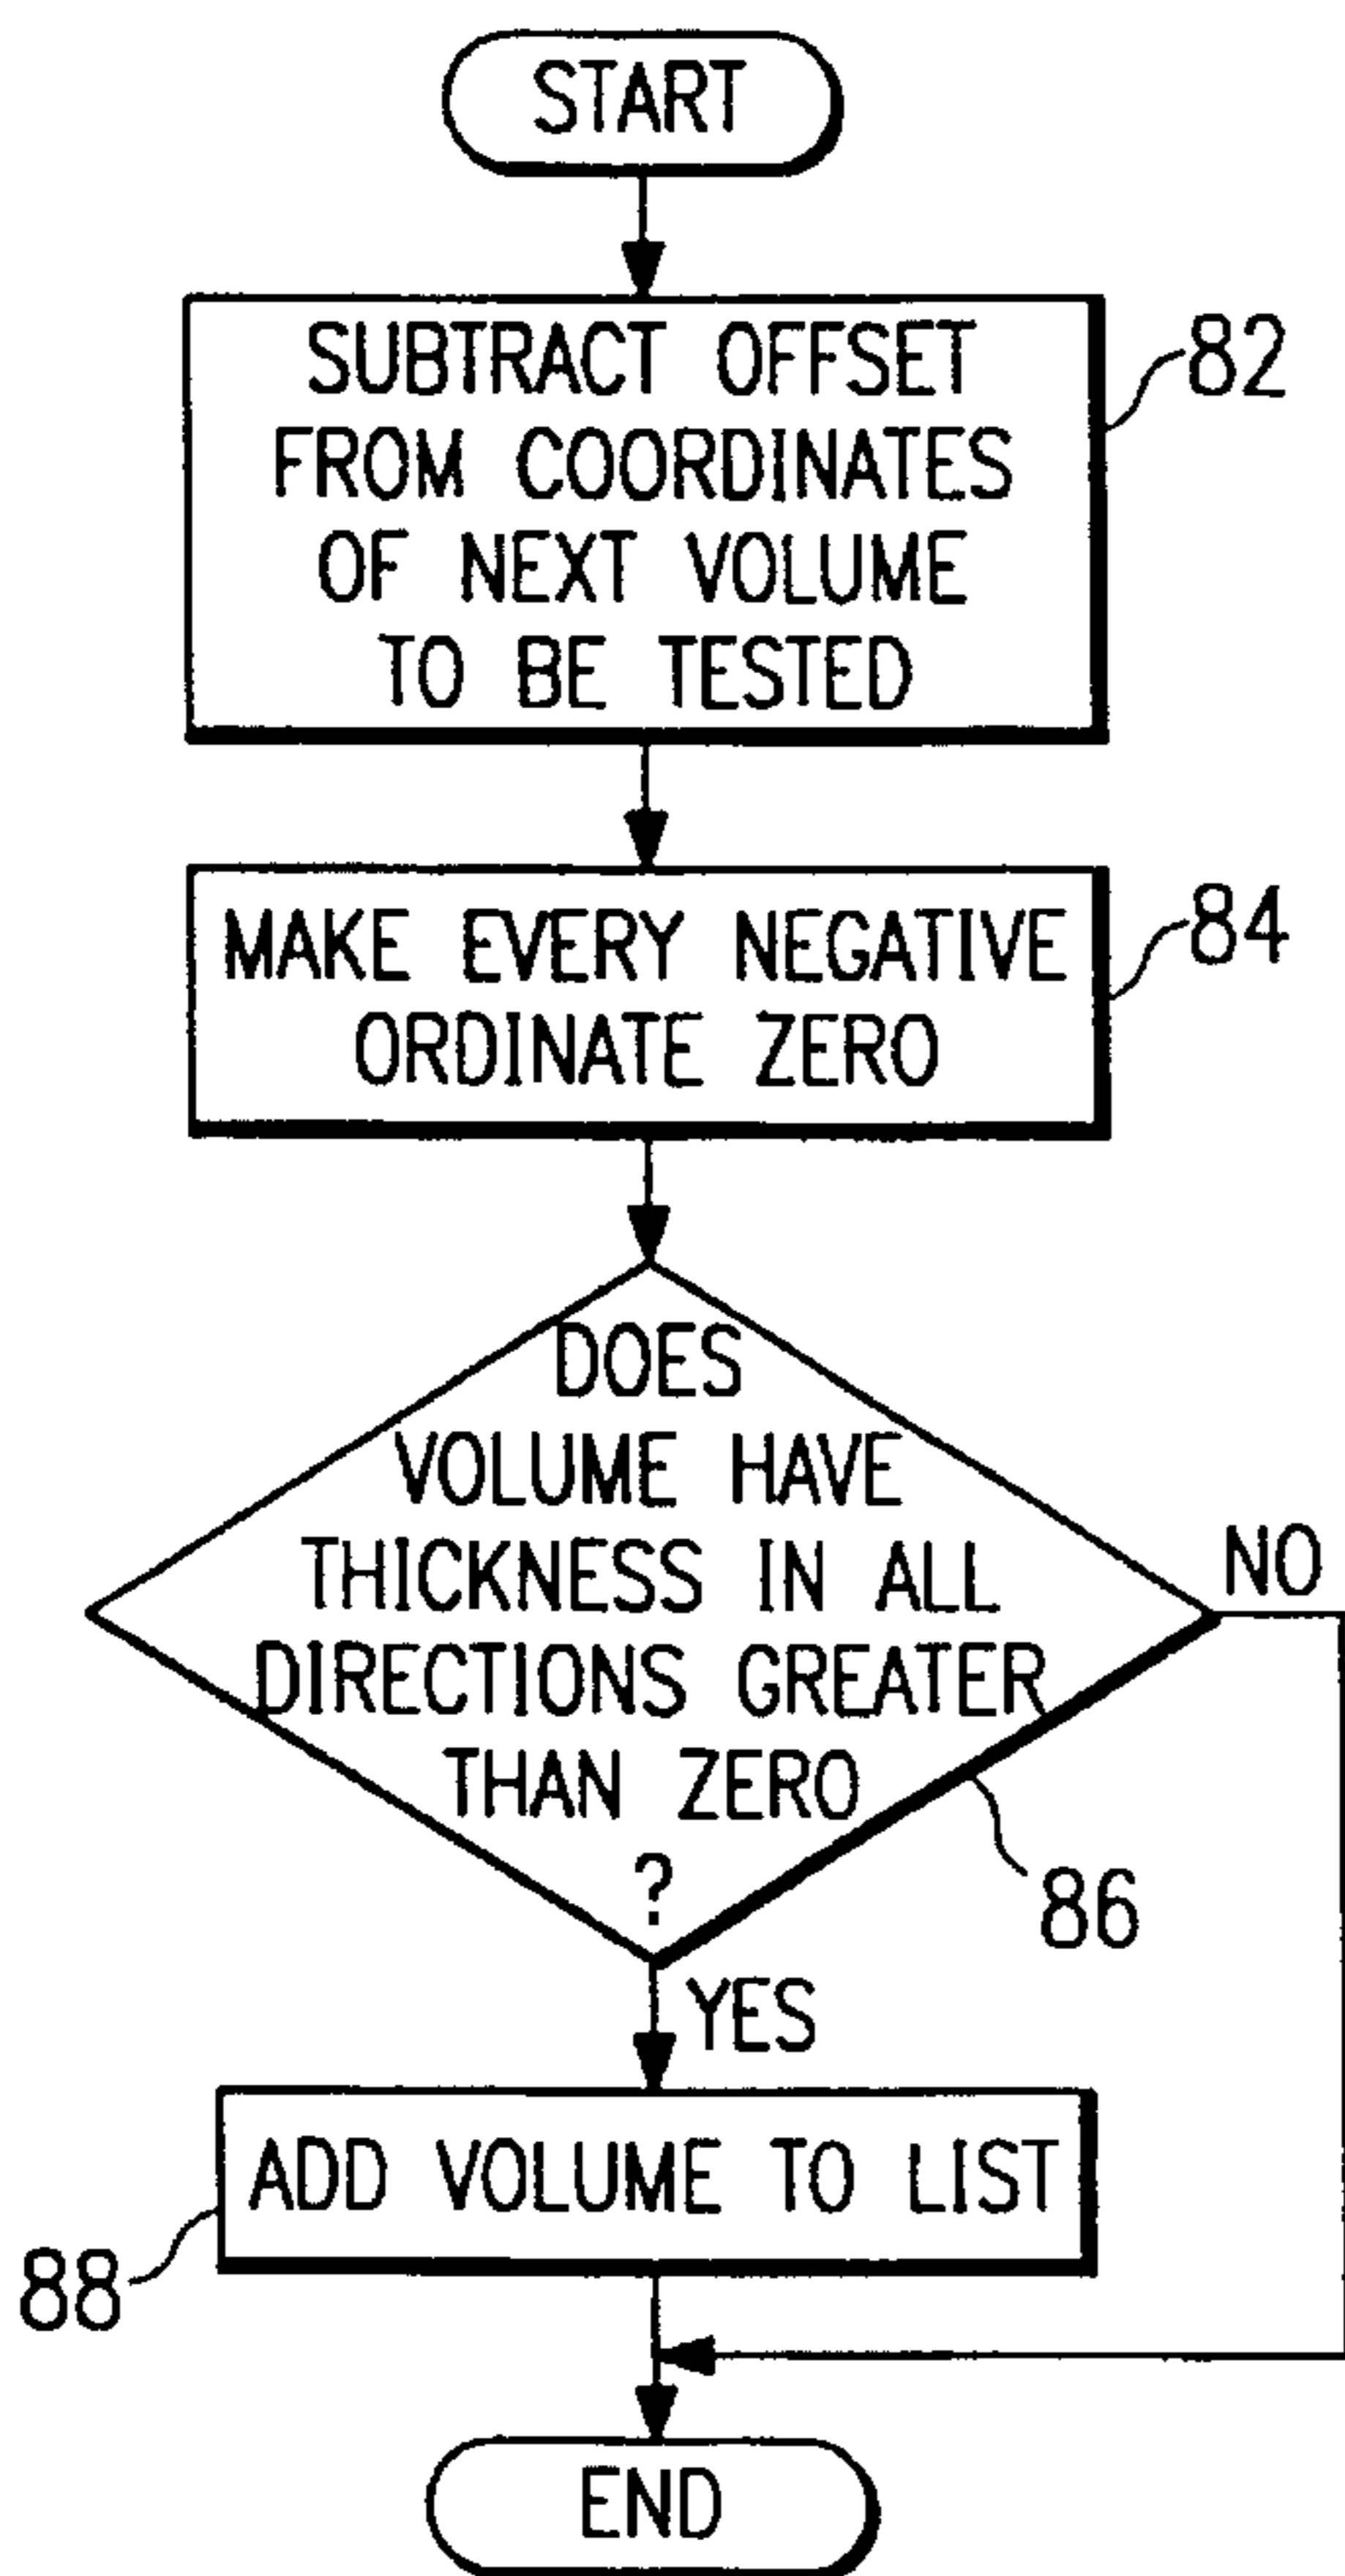 START
SUBTRACT OFFSET
FROM COORDINATES
OF NEXT VOLUME
TO BE TESTED
82
MAKE EVERY NEGATIVE
ORDINATE ZERO
84
DOES
VOLUME HAVE
THICKNESS IN ALL
DIRECTIONS GREATER
THAN ZERO
?
NO
86
YES
ADD VOLUME TO LIST
88
END